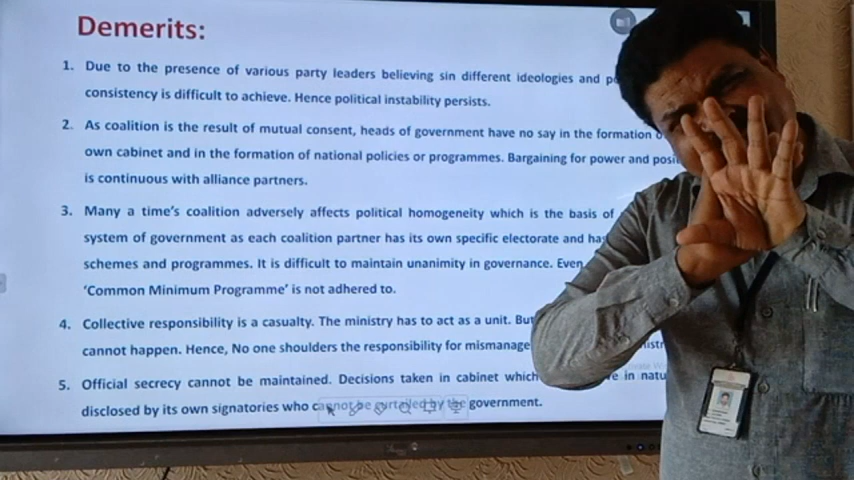 Demerits:
1. Due to the presence of various party leaders believing sin different ideologies and
consistency is difficult to achieve. Hence political instability persists.
2. As coalition is the result of mutual consent, heads of government have no say in the formation
own cabinet and in the formation of national policies or programmes. Bargaining for power and
is continuous with alliance partners.
3. Many a time's coalition adversely affects political homogeneity which is the basis of
system of government as each coalition partner has its own specific electorate and
schemes and programmes. It is difficult to maintain unanimity in governance. Even
'Common Minimum Programme' is not adhered to.
4. Collective responsibility is a casualty. The ministry has to act as a unit. But
cannot happen. Hence, No one shoulders the responsibility for
5. Official secrecy cannot be maintained. Decisions taken in cabinet which in
disclosed by its own signatories who cannot be curtailed by the government.